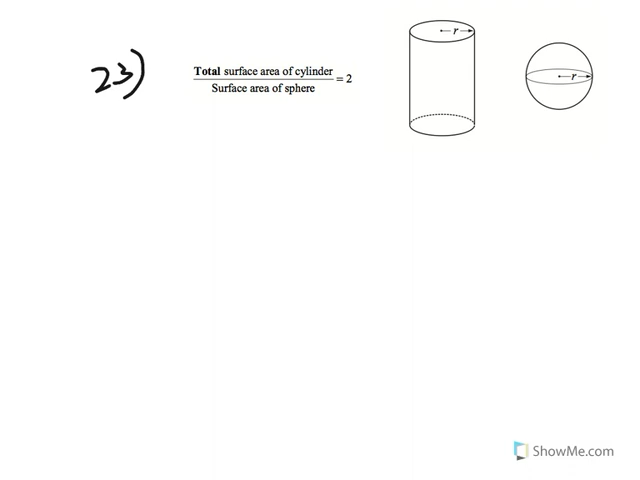 23)
Total surface area of cylinder
Surface area of sphere
= 2
r
r
ShowMe.com